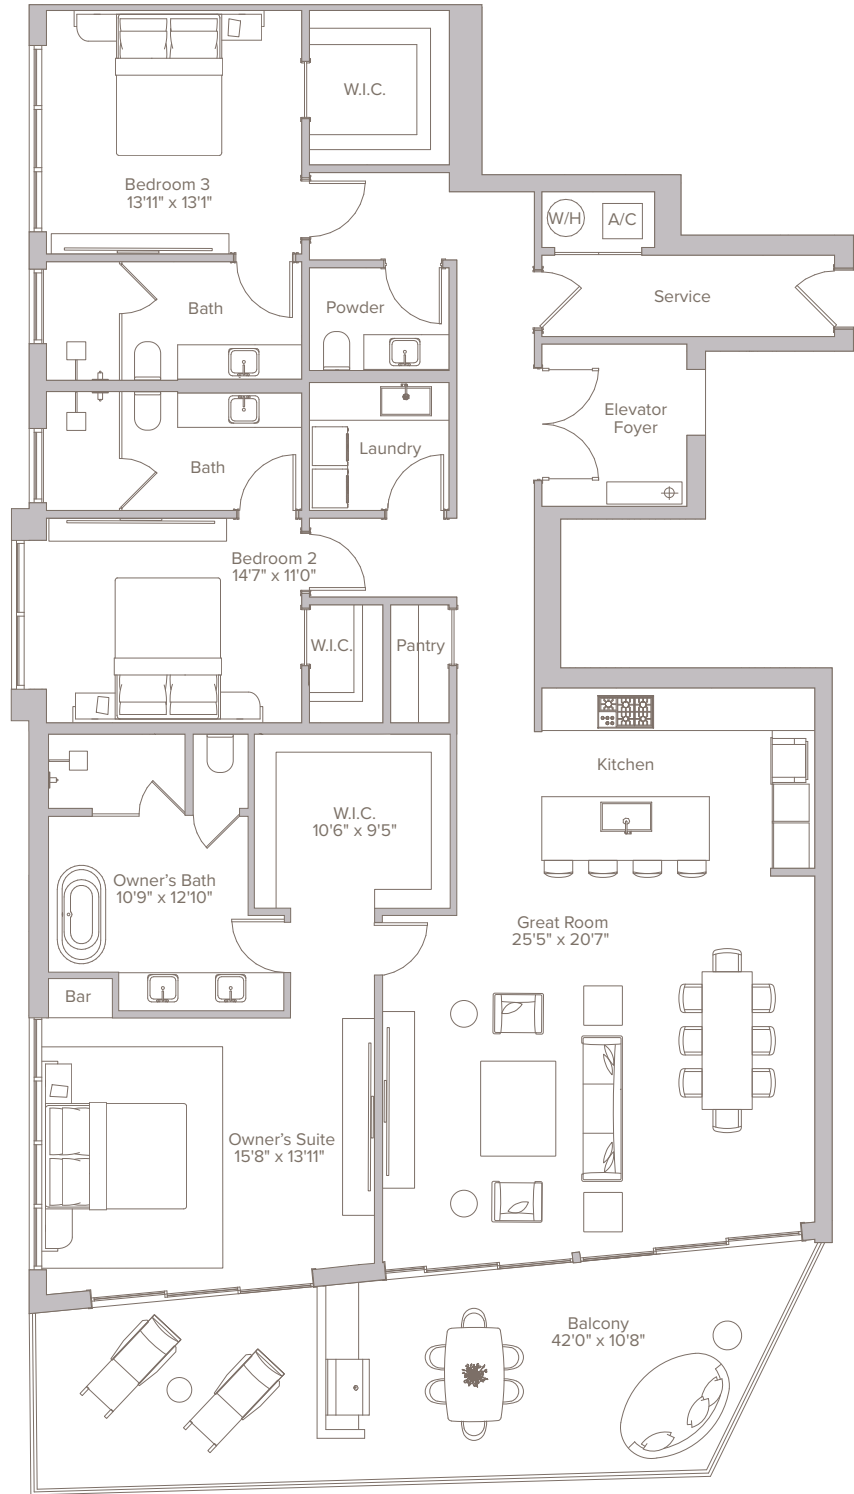 W.I.C.
Bedroom 3
13'11" x 13'1"
W/H
A/C
Bath
Powder
Service
Elevator
Foyer
Bath
Laundry
Bedroom 2
14'7" x 11'0"
W.I.C.
Pantry
Kitchen
W.I.C.
10'6" x 9'5"
Owner's Bath
10'9" x 12'10"
Great Room
25'5" x 20'7"
Bar
Owner's Suite
15'8" x 13'11"
Balcony
42'0" x 10'8"